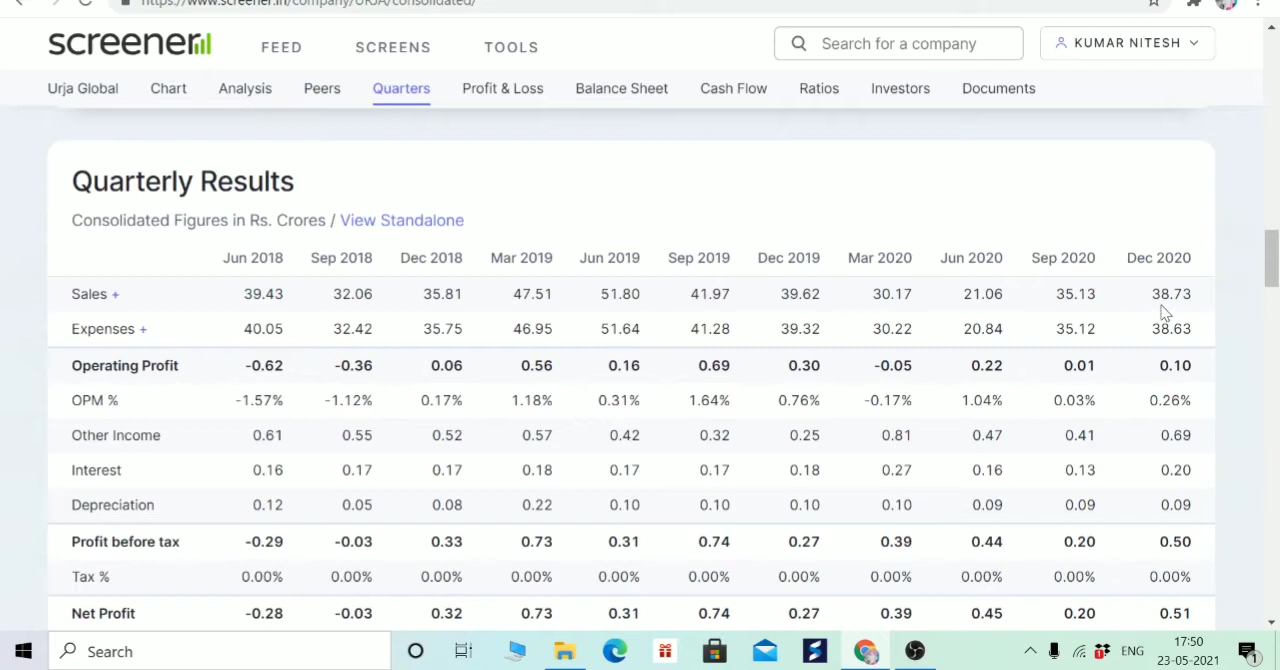 https://www.screener.in/company/URJA/consolidated/
screener
FEED SCREENS TOOLS Search for a company KUMAR NITESH
Urja Global Chart Analysis Peers Quarters Profit & Loss Balance Sheet Cash Flow Ratios Investors Documents
Quarterly Results
Consolidated Figures in Rs. Crores / View Standalone
Jun 2018 Sep 2018 Dec 2018 Mar 2019 Jun 2019 Sep 2019 Dec 2019 Mar 2020 Jun 2020 Sep 2020 Dec 2020
Sales + 39.43 32.06 35.81 47.51 51.80 41.97 39.62 30.17 21.06 35.13 38.73
Expenses + 40.05 32.42 35.75 46.95 51.64 41.28 39.32 30.22 20.84 35.12 38.63
Operating Profit -0.62 -0.36 0.06 0.56 0.16 0.69 0.30 -0.05 0.22 0.01 0.10
OPM % -1.57% -1.12% 0.17% 1.18% 0.31% 1.64% 0.76% -0.17% 1.04% 0.03% 0.26%
Other Income 0.61 0.55 0.52 0.57 0.42 0.32 0.25 0.81 0.47 0.41 0.69
Interest 0.16 0.17 0.17 0.18 0.17 0.17 0.18 0.27 0.16 0.13 0.20
Depreciation 0.12 0.05 0.08 0.22 0.10 0.10 0.10 0.10 0.09 0.09 0.09
Profit before tax -0.29 -0.03 0.33 0.73 0.31 0.74 0.27 0.39 0.44 0.20 0.50
Tax % 0.00% 0.00% 0.00% 0.00% 0.00% 0.00% 0.00% 0.00% 0.00% 0.00% 0.00%
Net Profit -0.28 -0.03 0.32 0.73 0.31 0.74 0.27 0.39 0.45 0.20 0.51
Search ENG 17:50
23-05-2021 1